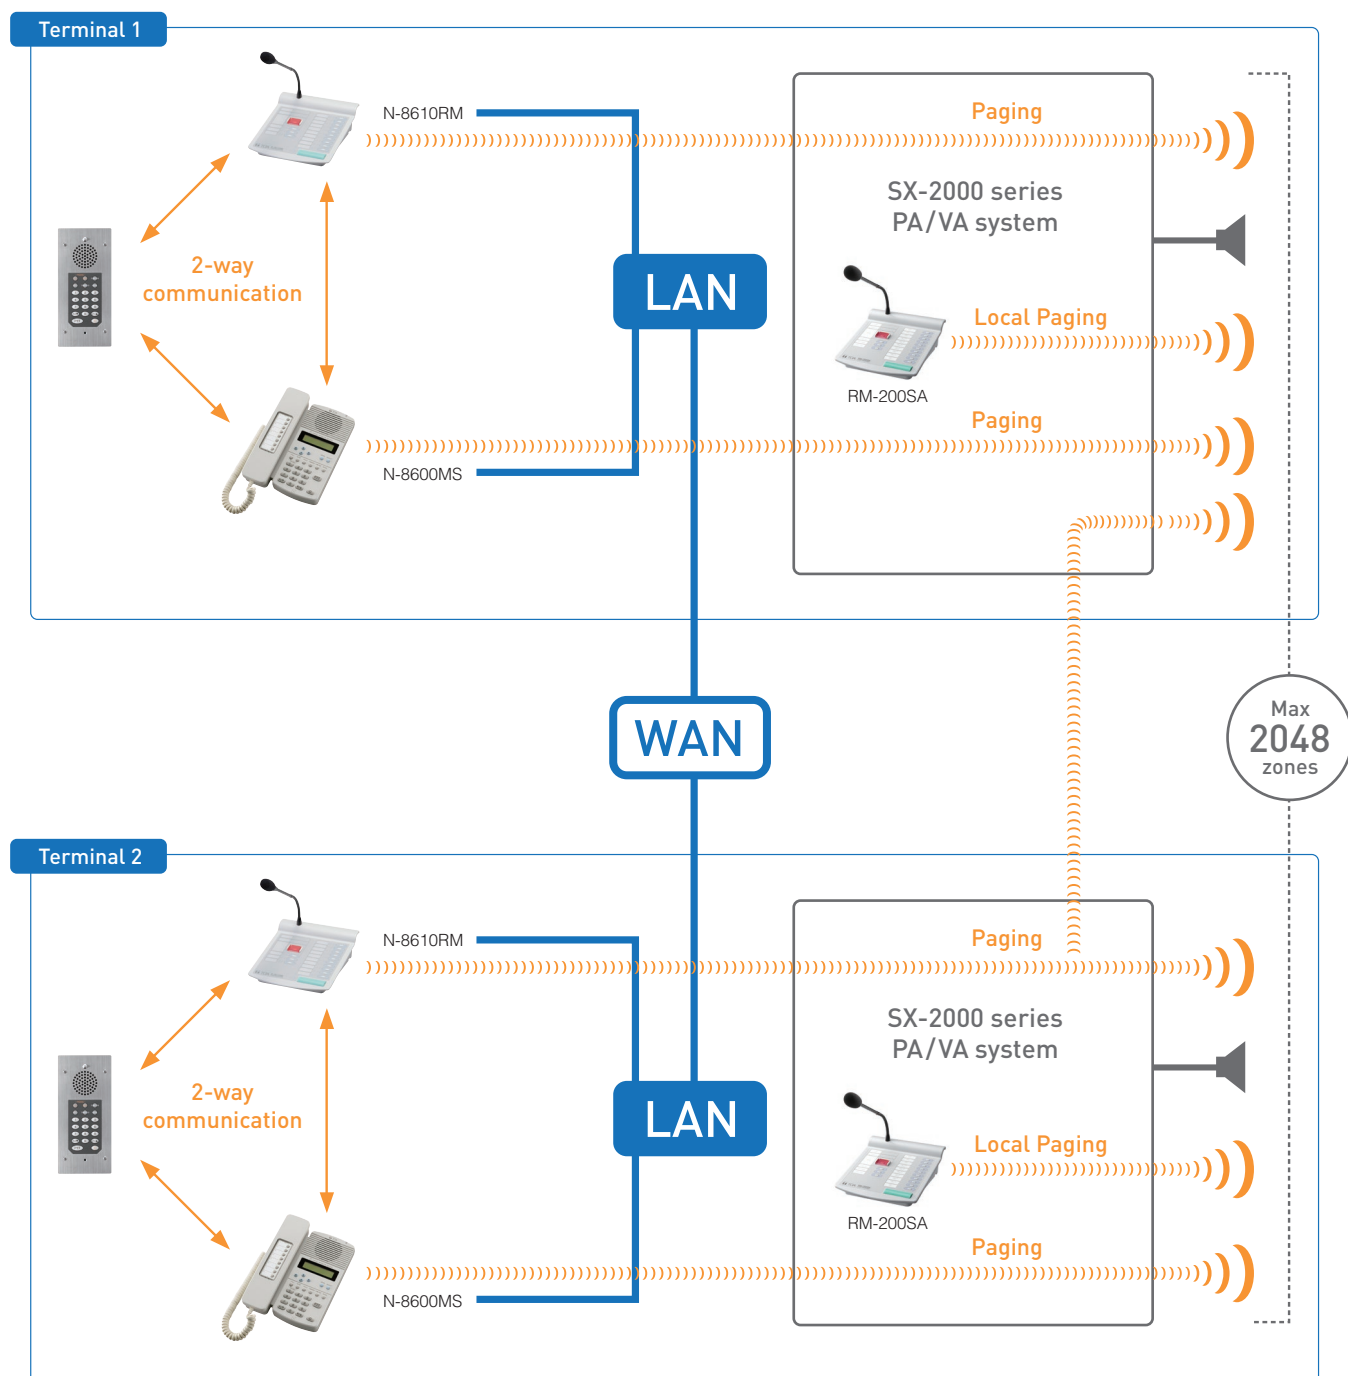 Terminal 1
N-8610RM
Paging
SX-2000 series
PA/VA system
2-way
communication
LAN
Local Paging
RM-200SA
Paging
N-8600MS
WAN
Max
2048
zones
Terminal 2
N-8610RM
Paging
SX-2000 series
PA/VA system
2-way
communication
LAN
Local Paging
RM-200SA
Paging
N-8600MS